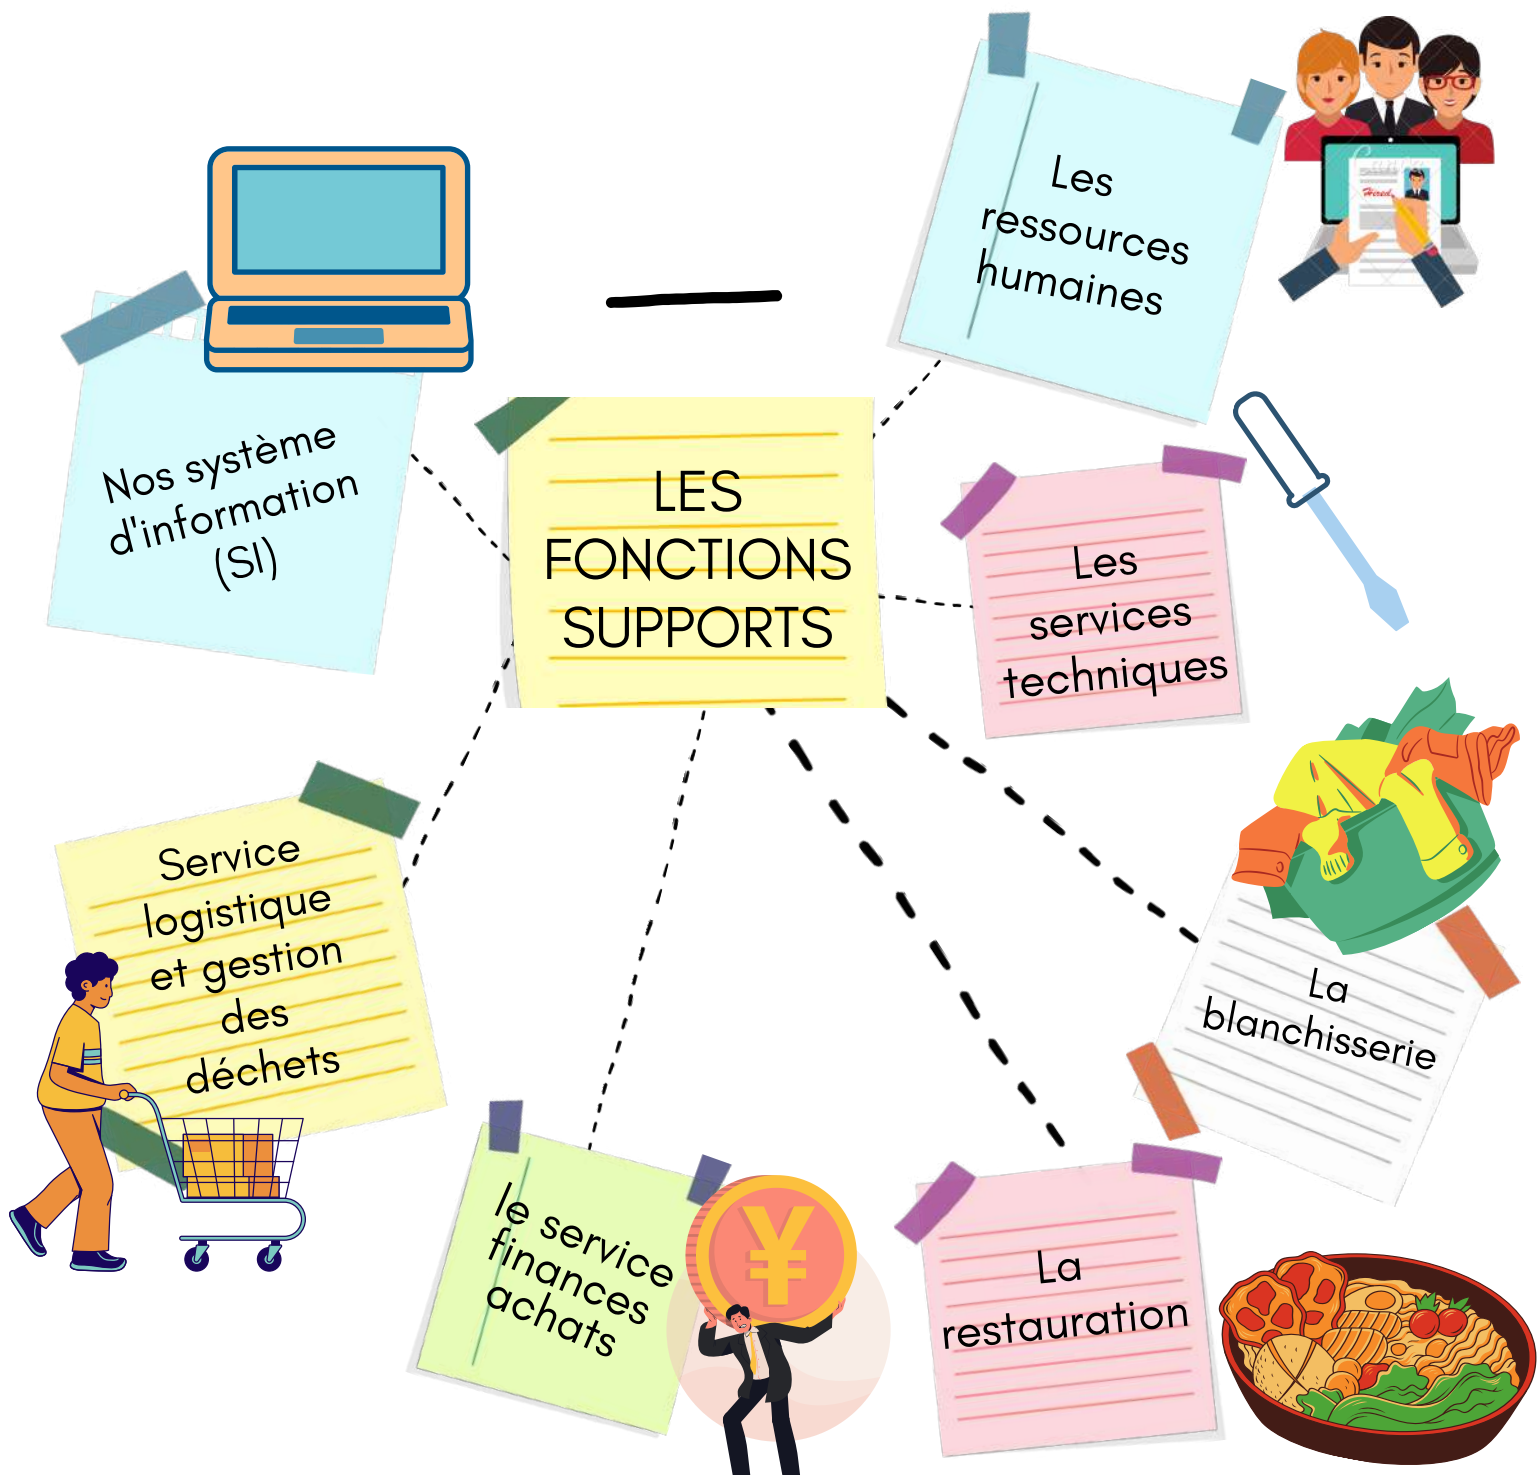 LES
FONCTIONS
SUPPORTS
Nos système
d'information
(SI)
Les
ressources
humaines
Hired
Les
services
techniques
La
blanchisserie
La
restauration
le service
finances
achats
Service
logistique
et gestion
des
déchets
¥